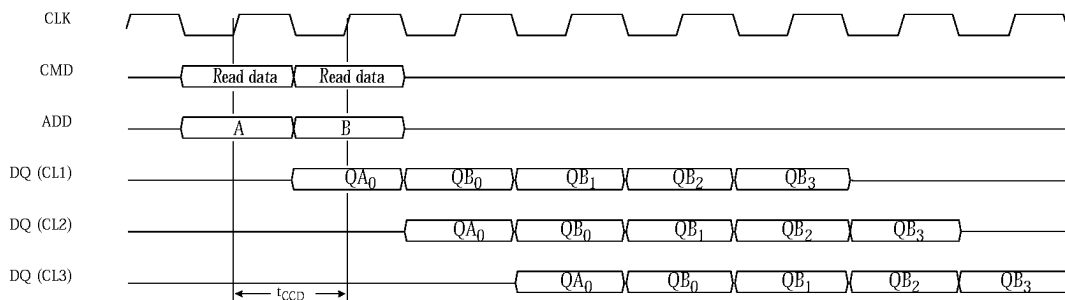 CLK
CMD Read data Read data
ADD A B
DQ (CL1) QA0 QB0 QB1 QB2 QB3
DQ (CL2) QA0 QB0 QB1 QB2 QB3
DQ (CL3) QA0 QB0 QB1 QB2 QB3
tCCD